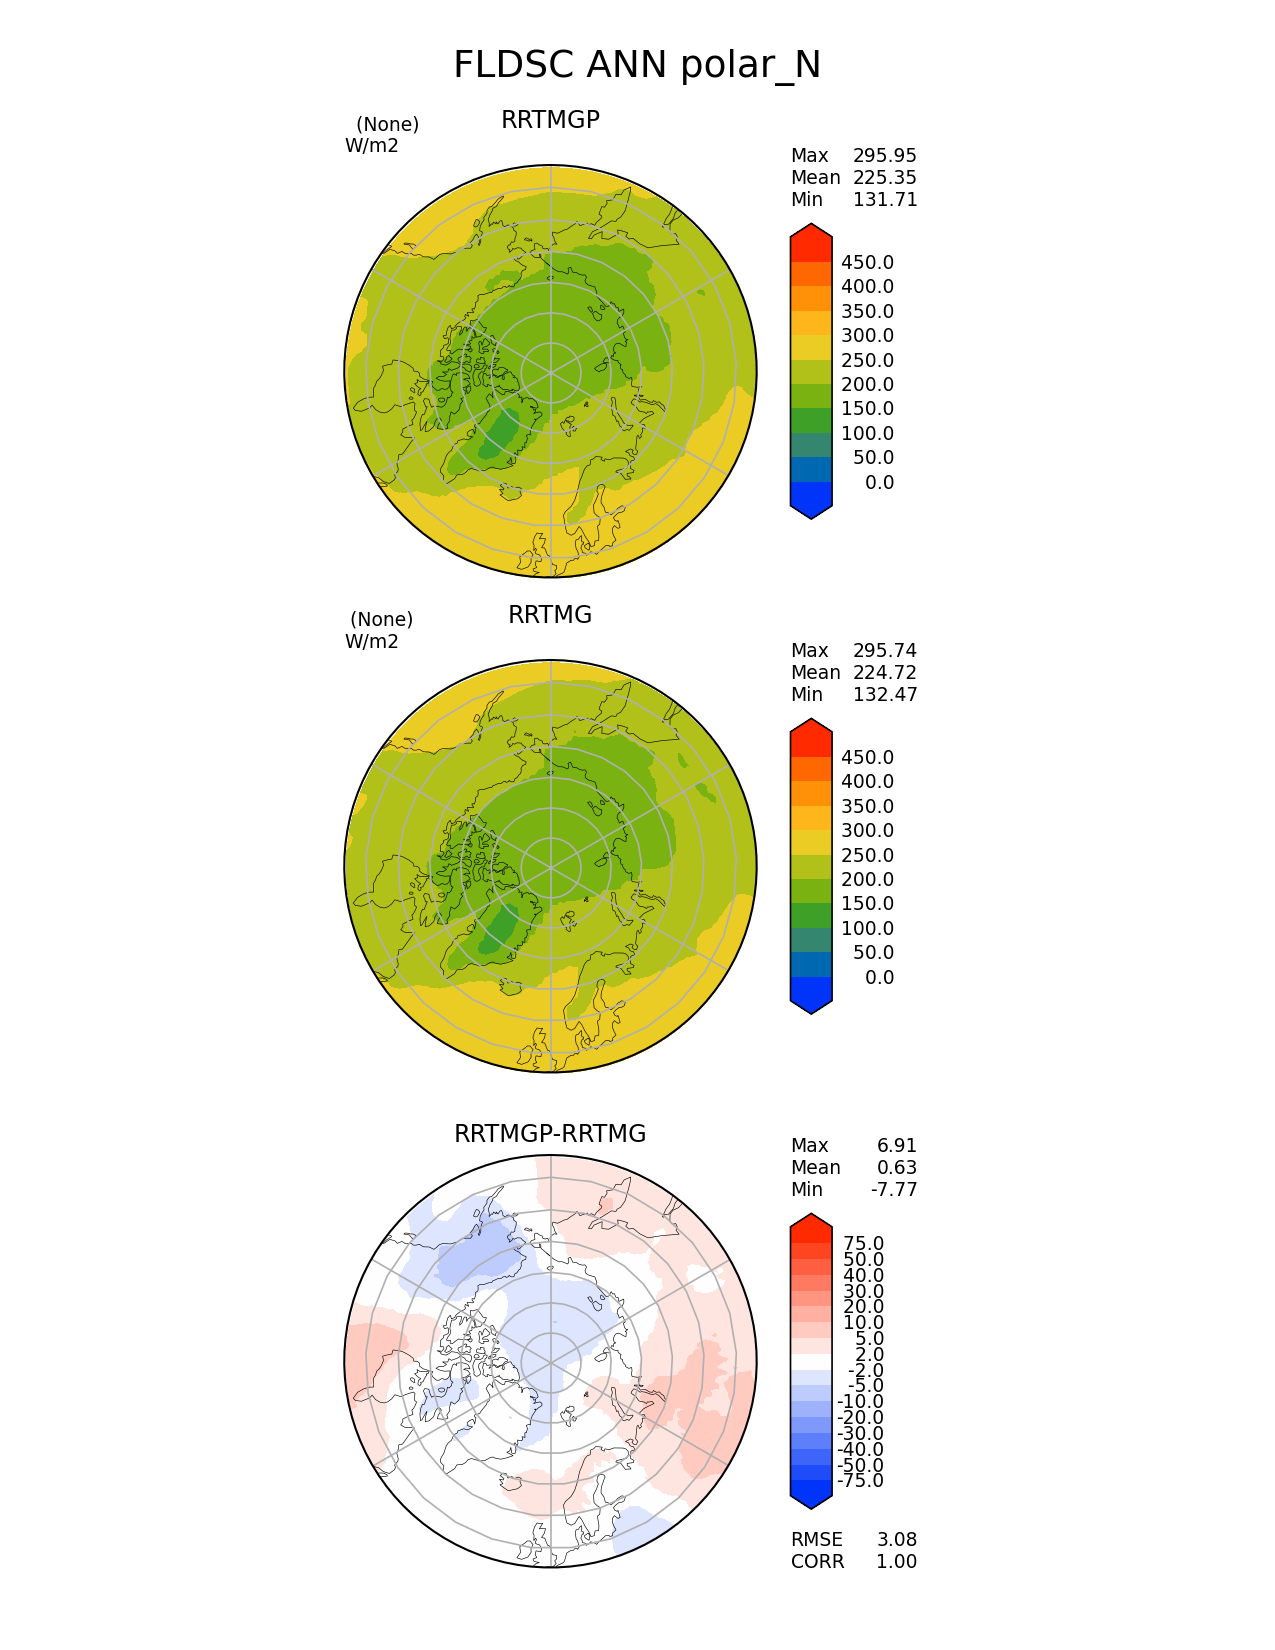 FLDSC ANN polar_N
(None)
RRTMGP
W/m2
Max 295.95
Mean 225.35
Min 131.71
450.0
400.0
350.0
300.0
250.0
200.0
150.0
100.0
50.0
0.0
(None)
RRTMG
W/m2
Max 295.74
Mean 224.72
Min 132.47
450.0
400.0
350.0
300.0
250.0
200.0
150.0
100.0
50.0
0.0
RRTMGP-RRTMG
Max 6.91
Mean 0.63
Min -7.77
75.0
50.0
40.0
30.0
20.0
10.0
5.0
2.0
-2.0
-5.0
-10.0
-20.0
-30.0
-40.0
-50.0
-75.0
RMSE 3.08
CORR 1.00